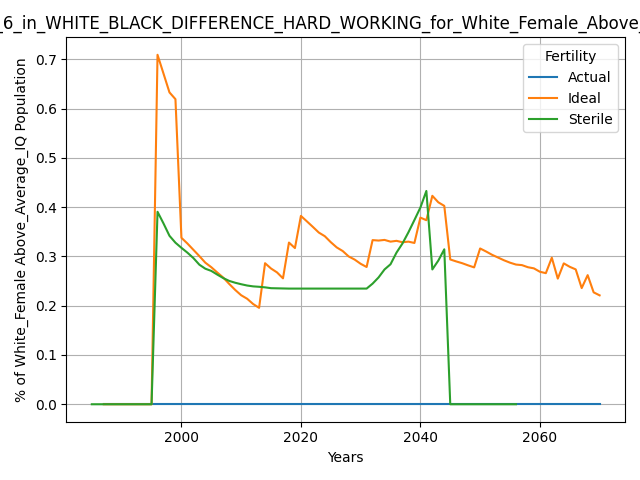 _6_in_WHITE_BLACK_DIFFERENCE_HARD_WORKING_for_White_Female_Above_
Fertility
Actual
Ideal
Sterile
% of White_Female Above_Average_IQ Population
0.7
0.6
0.5
0.4
0.3
0.2
0.1
0.0
2000 2020 2040 2060
Years